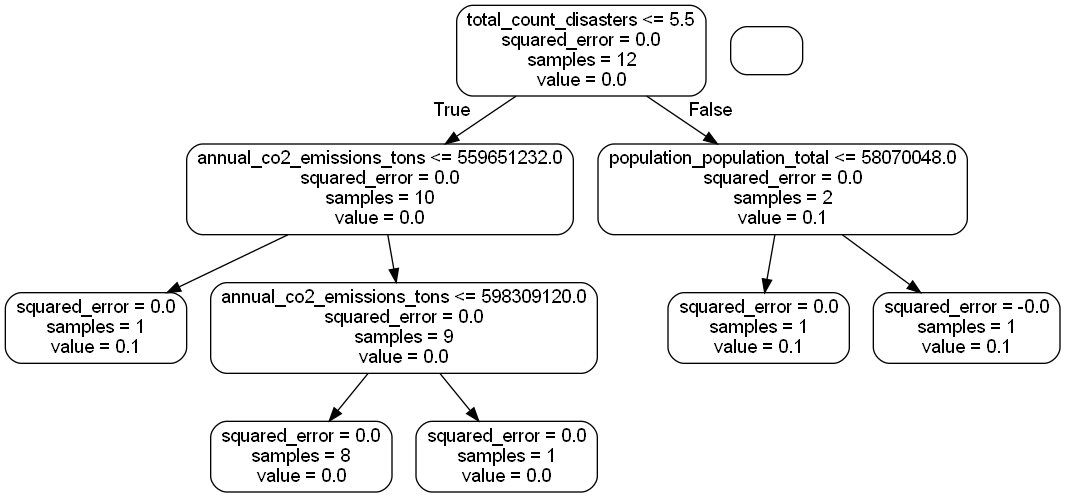 total_count_disasters <= 5.5
squared_error = 0.0
samples = 12
value = 0.0
True
False
annual_co2_emissions_tons <= 559651232.0
squared_error = 0.0
samples = 10
value = 0.0
population_population_total <= 58070048.0
squared_error = 0.0
samples = 2
value = 0.1
squared_error = 0.0
samples = 1
value = 0.1
annual_co2_emissions_tons <= 598309120.0
squared_error = 0.0
samples = 9
value = 0.0
squared_error = 0.0
samples = 1
value = 0.1
squared_error = -0.0
samples = 1
value = 0.1
squared_error = 0.0
samples = 8
value = 0.0
squared_error = 0.0
samples = 1
value = 0.0